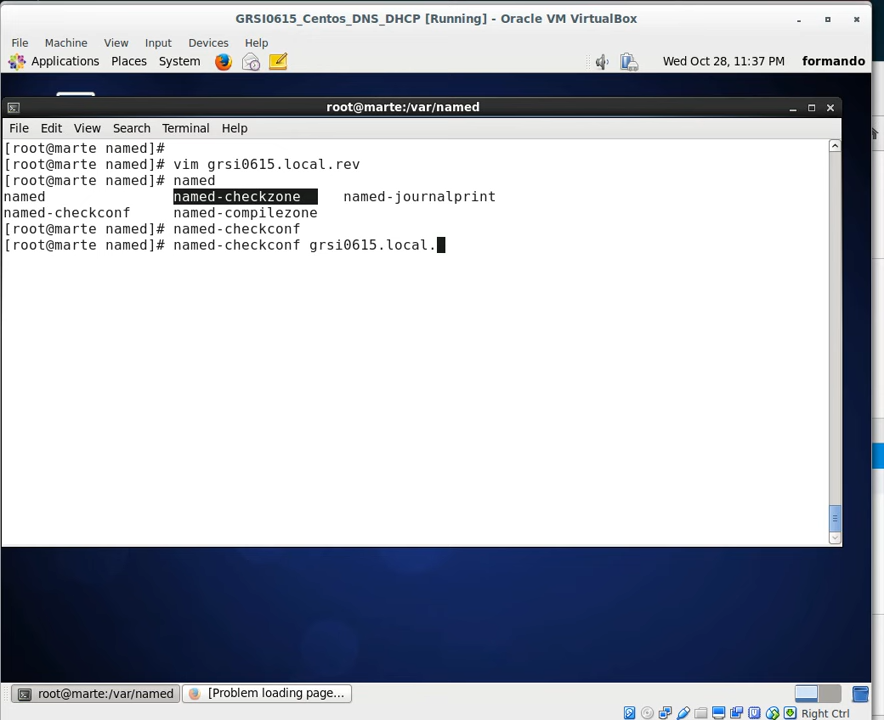 GRSI0615_Centos_DNS_DHCP [Running] - Oracle VM VirtualBox
File Machine View Input Devices Help
Applications Places System Wed Oct 28, 11:37 PM formando
root@marte:/var/named
File Edit View Search Terminal Help
[root@marte named]#
[root@marte named]# vim grsi0615.local.rev
[root@marte named]# named
named named-checkzone named-journalprint
named-checkconf named-compilezone
[root@marte named]# named-checkconf
[root@marte named]# named-checkconf grsi0615.local.
root@marte:/var/named [Problem loading page...
Right Ctrl